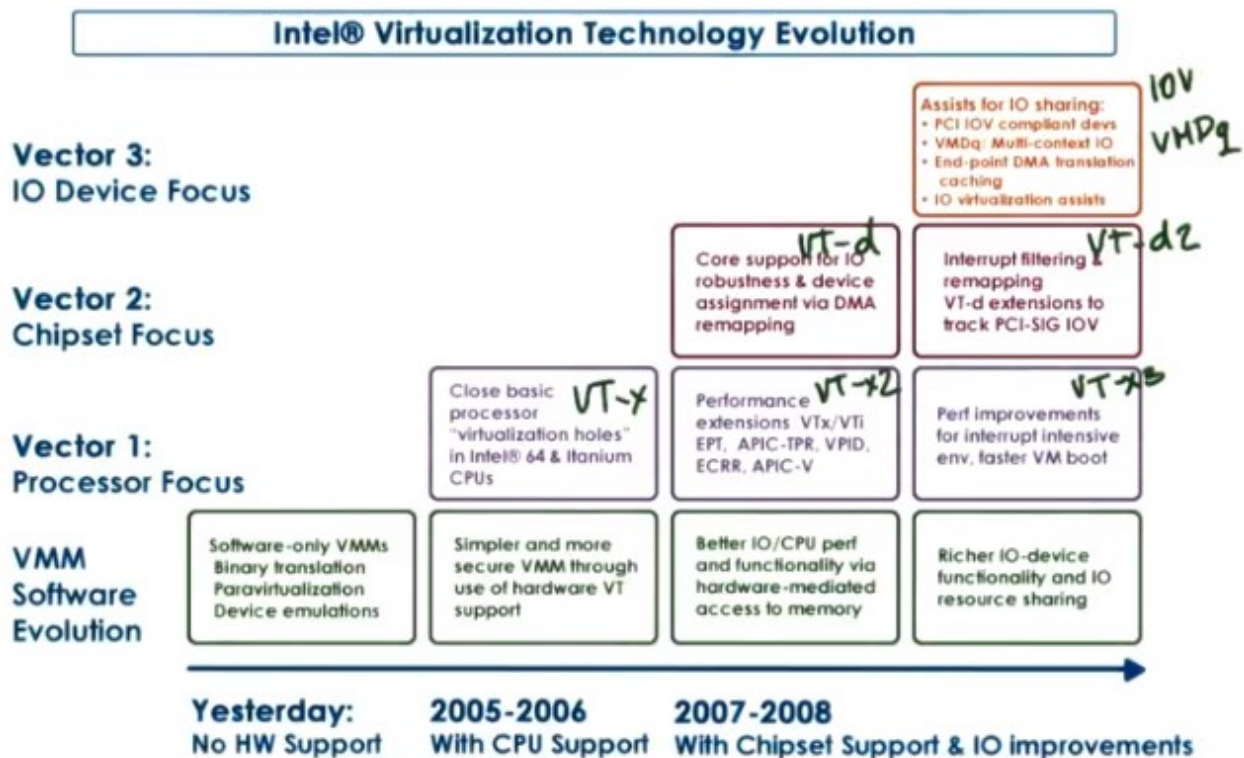 Intel® Virtualization Technology Evolution
Vector 3:
IO Device Focus
Assists for IO sharing:
• PCI IOV compliant devs
• VMDq: Multi-context IO
• End-point DMA translation
caching
• IO virtualization assists
IOV
VMDq
Vector 2:
Chipset Focus
VT-d
Core support for IO
robustness & device
assignment via DMA
remapping
VT-d2
Interrupt filtering &
remapping
VT-d extensions to
track PCI-SIG IOV
Vector 1:
Processor Focus
VT-x
Close basic
processor
"virtualization holes"
in Intel® 64 & Itanium
CPUs
VT-x2
Performance
extensions VTx/VTi
EPT, APIC-TPR, VPID,
ECRR, APIC-V
VT-x3
Perf improvements
for interrupt intensive
env, faster VM boot
VMM
Software
Evolution
Software-only VMMs
Binary translation
Paravirtualization
Device emulations
Simpler and more
secure VMM through
use of hardware VT
support
Better IO/CPU perf
and functionality via
hardware-mediated
access to memory
Richer IO-device
functionality and IO
resource sharing
Yesterday:
No HW Support
2005-2006
With CPU Support
2007-2008
With Chipset Support & IO improvements